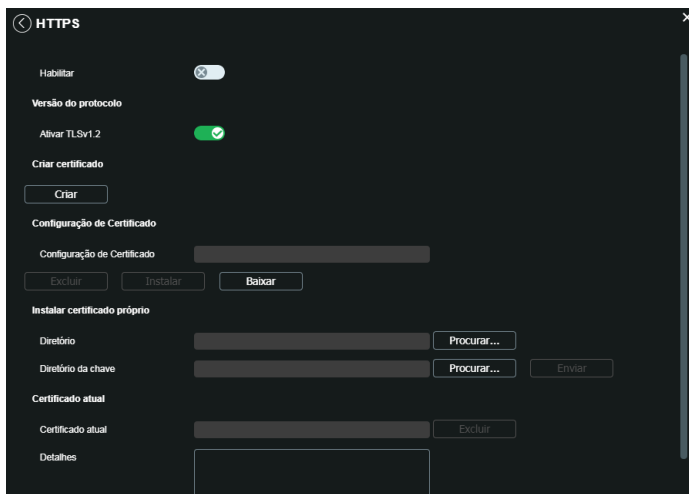 HTTPS
Habilitar
Versão do protocolo
Ativar TLSv1.2
Criar certificado
Criar
Configuração de Certificado
Configuração de Certificado
Excluir Instalar Baixar
Instalar certificado próprio
Diretório Procurar...
Diretório da chave Procurar... Enviar
Certificado atual
Certificado atual Excluir
Detalhes